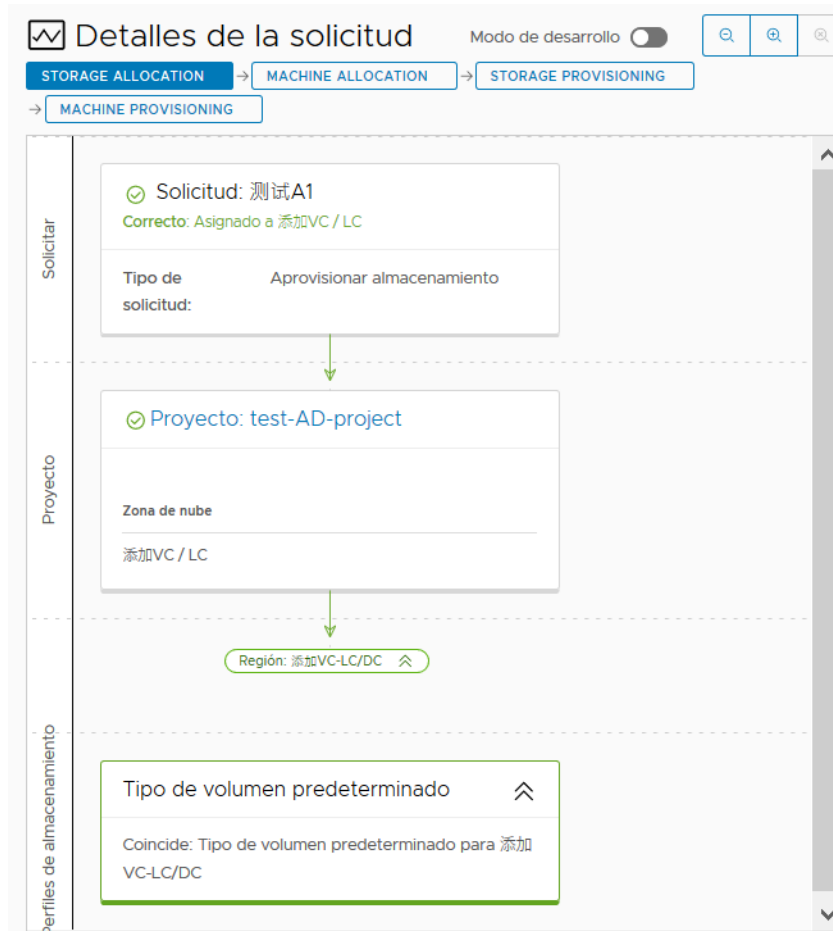 Detalles de la solicitud
Modo de desarrollo
STORAGE ALLOCATION → MACHINE ALLOCATION → STORAGE PROVISIONING
→ MACHINE PROVISIONING
Solicitar
Solicitud: 测试A1
Correcto: Asignado a 添加VC / LC
Tipo de
solicitud:
Aprovisionar almacenamiento
Proyecto
Proyecto: test-AD-project
Zona de nube
添加VC / LC
Región: 添加VC-LC/DC
Perfiles de almacenamiento
Tipo de volumen predeterminado
Coincide: Tipo de volumen predeterminado para 添加
VC-LC/DC